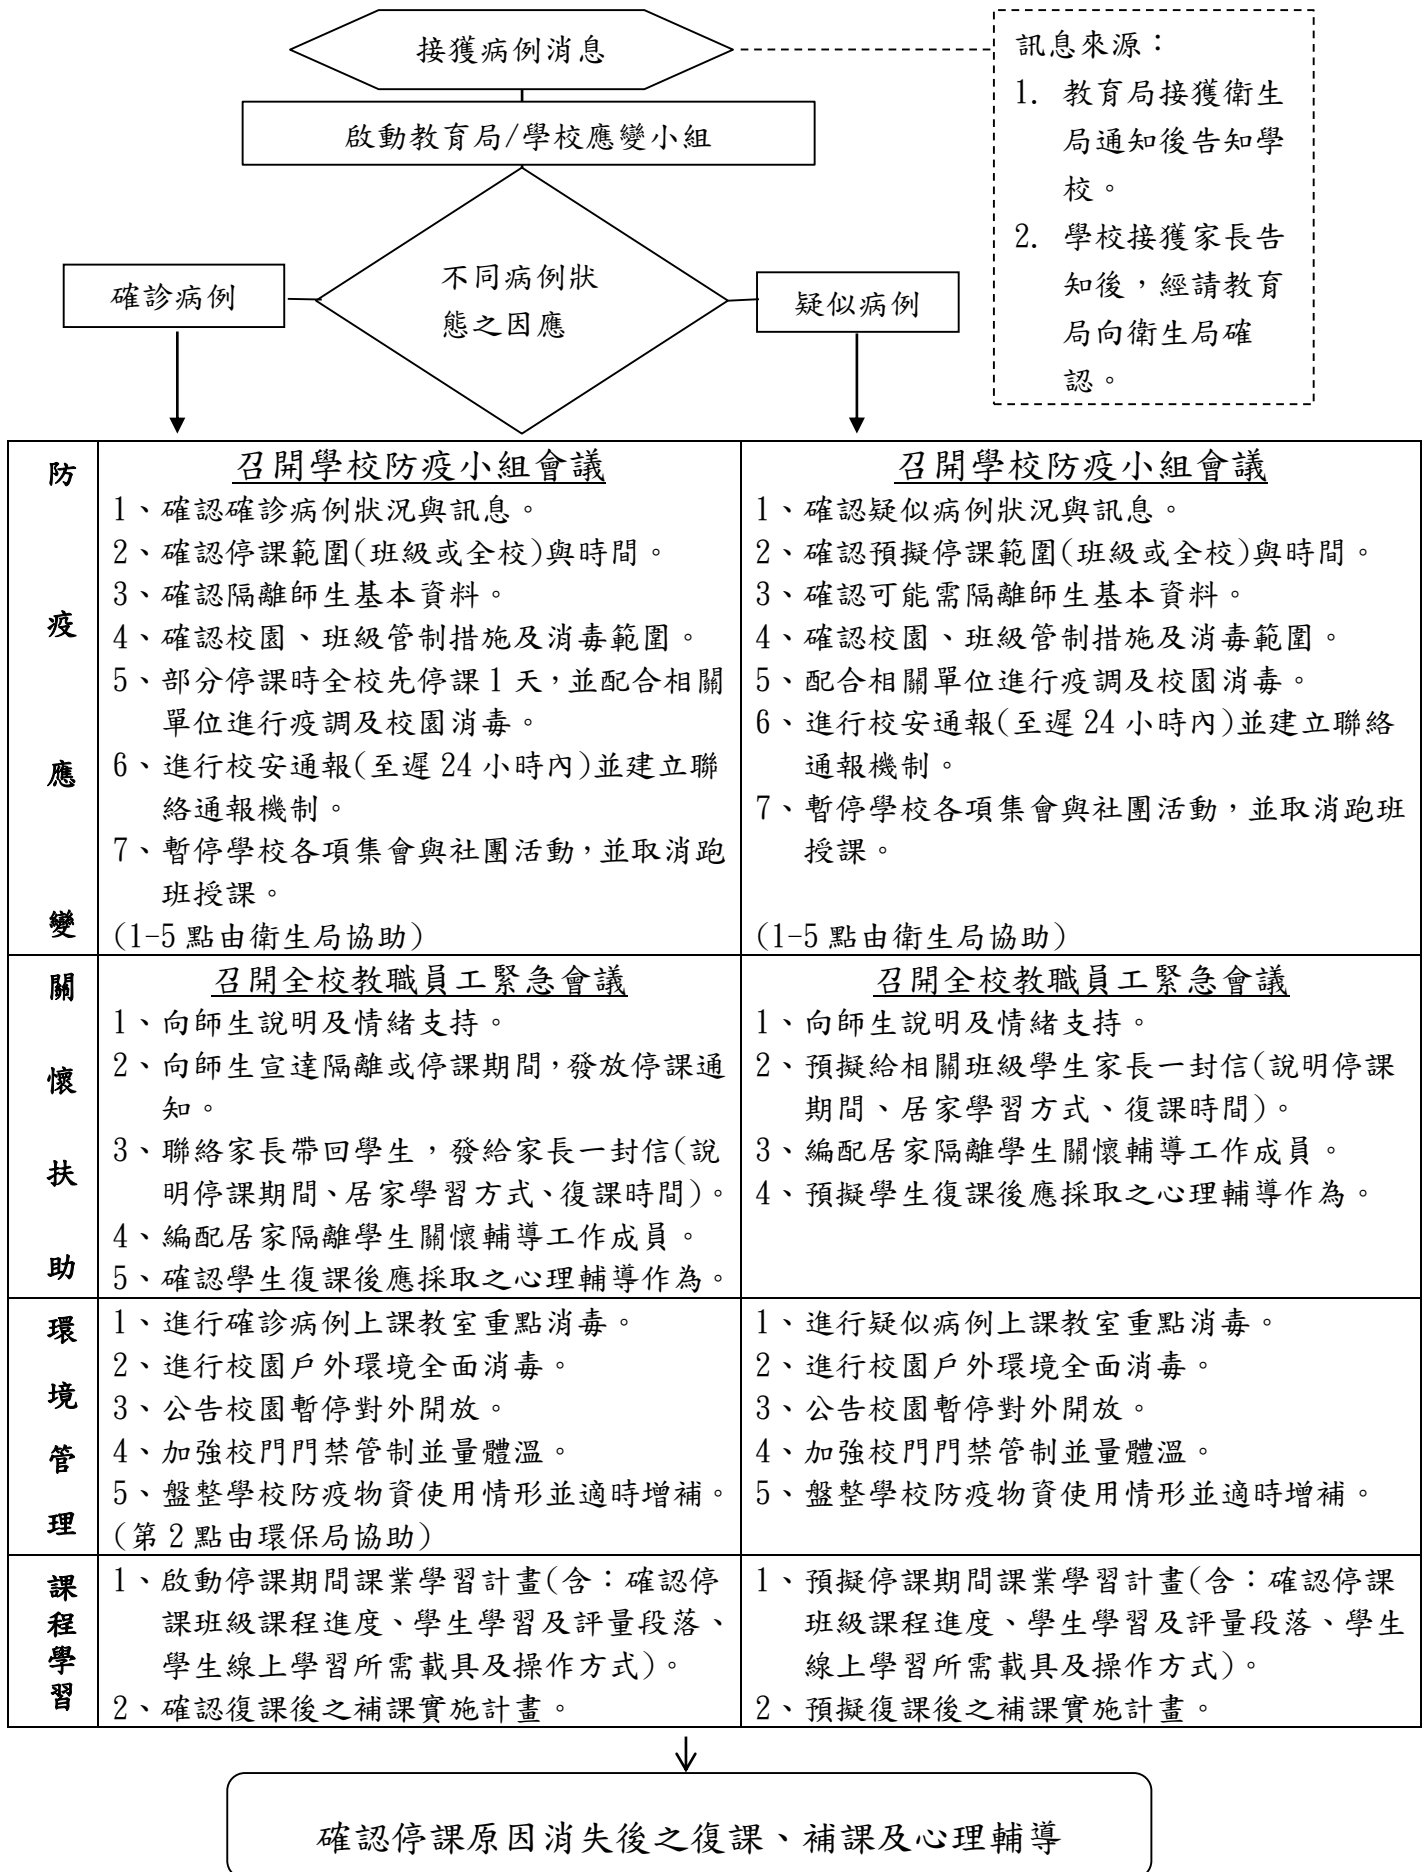 接獲病例消息
訊息來源：
1. 教育局接獲衛生
局通知後告知學
校。
2. 學校接獲家長告
知後，經請教育
局向衛生局確
認。
啟動教育局/學校應變小組
不同病例狀
態之因應
確診病例
疑似病例
防疫應變
召開學校防疫小組會議
1、確認確診病例狀況與訊息。
2、確認停課範圍(班級或全校)與時間。
3、確認隔離師生基本資料。
4、確認校園、班級管制措施及消毒範圍。
5、部分停課時全校先停課1天，並配合相關
單位進行疫調及校園消毒。
6、進行校安通報(至遲24小時內)並建立聯
絡通報機制。
7、暫停學校各項集會與社團活動，並取消跑
班授課。
(1-5點由衛生局協助)
召開學校防疫小組會議
1、確認疑似病例狀況與訊息。
2、確認預擬停課範圍(班級或全校)與時間。
3、確認可能需隔離師生基本資料。
4、確認校園、班級管制措施及消毒範圍。
5、配合相關單位進行疫調及校園消毒。
6、進行校安通報(至遲24小時內)並建立聯絡
通報機制。
7、暫停學校各項集會與社團活動，並取消跑班
授課。
(1-5點由衛生局協助)
關懷扶助
召開全校教職員工緊急會議
1、向師生說明及情緒支持。
2、向師生宣達隔離或停課期間，發放停課通
知。
3、聯絡家長帶回學生，發給家長一封信(說
明停課期間、居家學習方式、復課時間)。
4、編配居家隔離學生關懷輔導工作成員。
5、確認學生復課後應採取之心理輔導作為。
召開全校教職員工緊急會議
1、向師生說明及情緒支持。
2、預擬給相關班級學生家長一封信(說明停課
期間、居家學習方式、復課時間)。
3、編配居家隔離學生關懷輔導工作成員。
4、預擬學生復課後應採取之心理輔導作為。
環境管理
1、進行確診病例上課教室重點消毒。
2、進行校園戶外環境全面消毒。
3、公告校園暫停對外開放。
4、加強校門門禁管制並量體溫。
5、盤整學校防疫物資使用情形並適時增補。
(第2點由環保局協助)
1、進行疑似病例上課教室重點消毒。
2、進行校園戶外環境全面消毒。
3、公告校園暫停對外開放。
4、加強校門門禁管制並量體溫。
5、盤整學校防疫物資使用情形並適時增補。
課程學習
1、啟動停課期間課業學習計畫(含：確認停
課班級課程進度、學生學習及評量段落、
學生線上學習所需載具及操作方式)。
2、確認復課後之補課實施計畫。
1、預擬停課期間課業學習計畫(含：確認停課
班級課程進度、學生學習及評量段落、學生
線上學習所需載具及操作方式)。
2、預擬復課後之補課實施計畫。
確認停課原因消失後之復課、補課及心理輔導